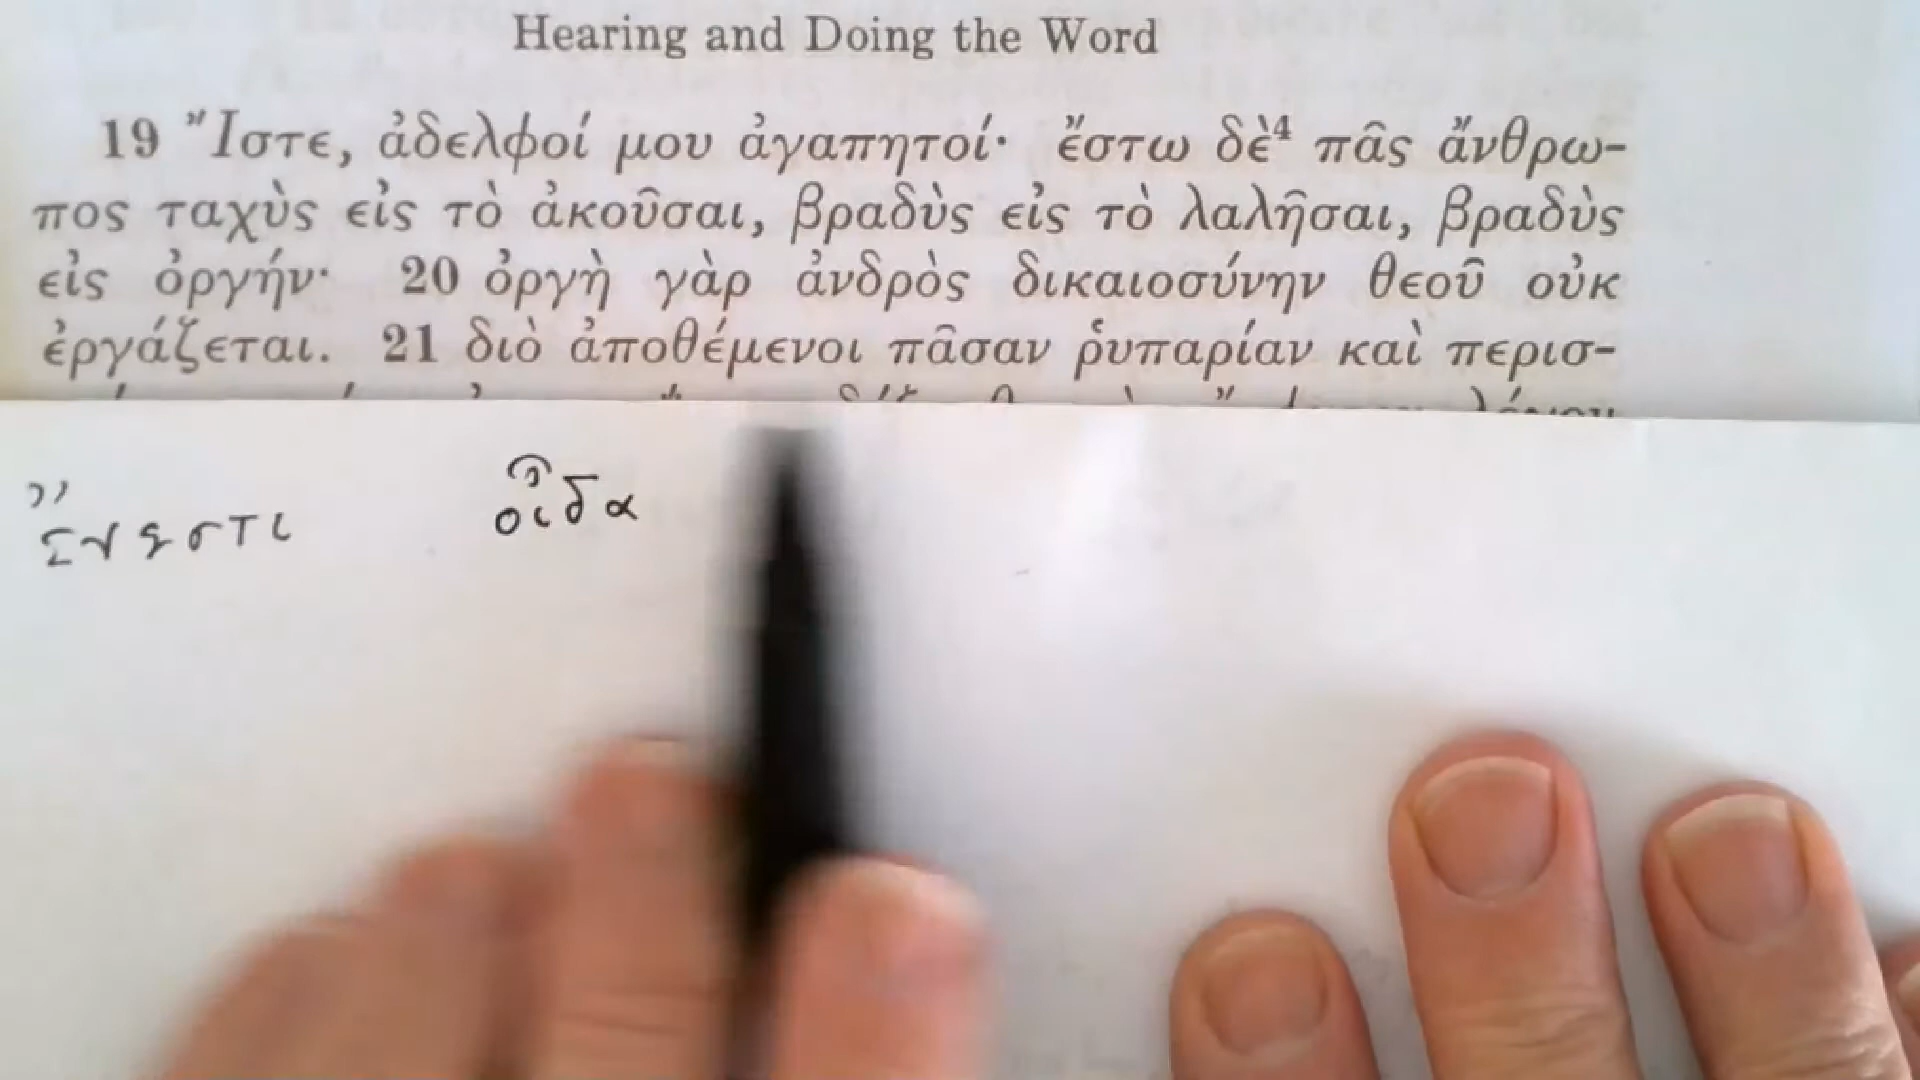 Hearing and Doing the Word
19 Ἴστε, ἀδελφοί μου ἀγαπητοί· ἔστω δὲ⁴ πᾶς ἄνθρω-
πος ταχὺς εἰς τὸ ἀκοῦσαι, βραδὺς εἰς τὸ λαλῆσαι, βραδὺς
εἰς ὀργήν· 20 ὀργὴ γὰρ ἀνδρὸς δικαιοσύνην θεοῦ οὐκ
ἐργάζεται. 21 διὸ ἀποθέμενοι πᾶσαν ῥυπαρίαν καὶ περισ-
οἶδα